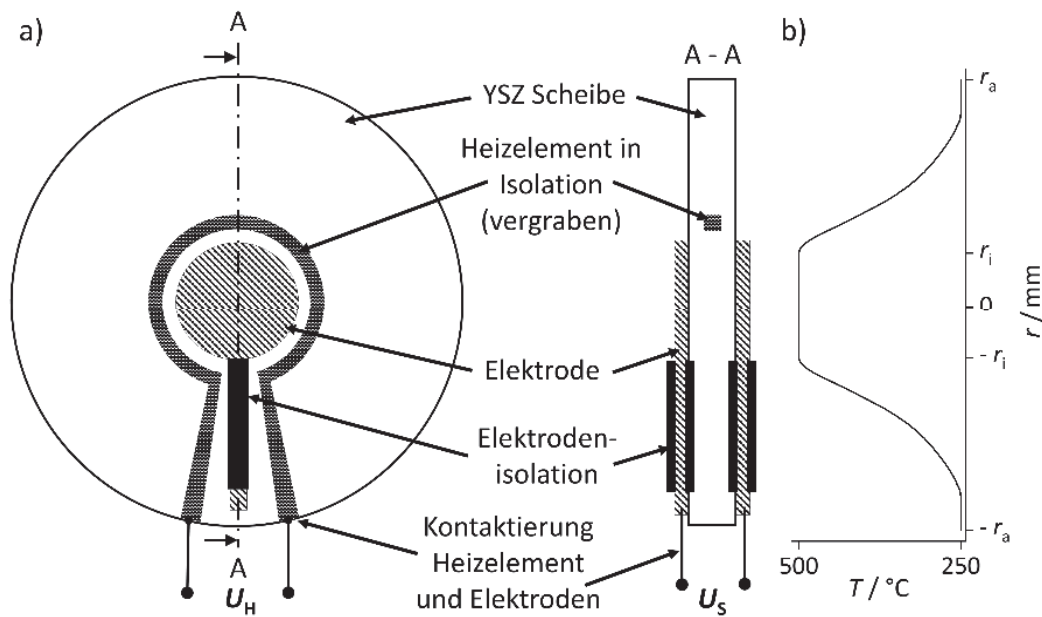 a)
A
YSZ Scheibe
Heizelement in
Isolation
(vergraben)
Elektrode
Elektroden-
isolation
Kontaktierung
Heizelement
und Elektroden
A
U_H
A - A
U_S
b)
r_a
r_i
0
- r_i
- r_a
r / mm
500
250
T / °C